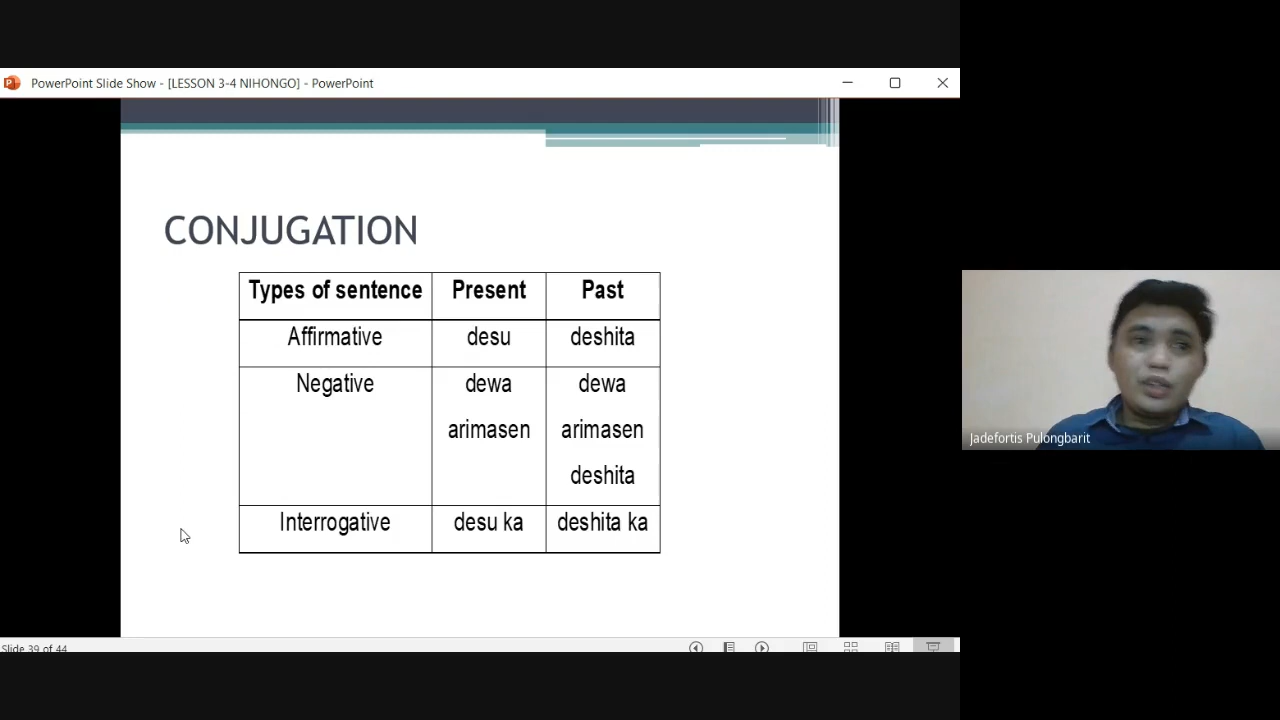 PowerPoint Slide Show - [LESSON 3-4 NIHONGO] - PowerPoint
CONJUGATION
Types of sentence Present Past
Affirmative desu deshita
Negative dewa dewa
arimasen arimasen
deshita
Interrogative desu ka deshita ka
Jadefortis Pulongbarit
Slide 39 of 44